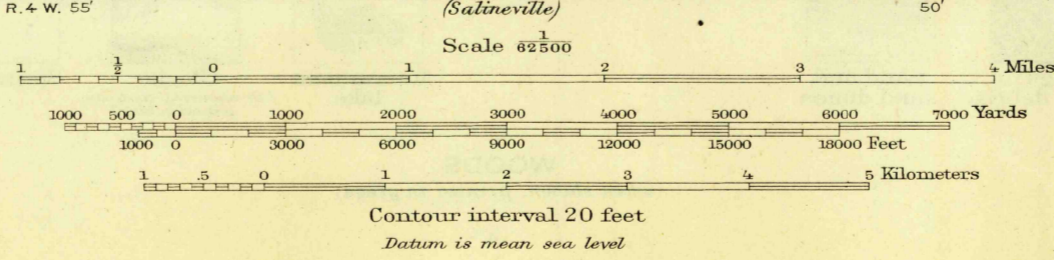 R.4 W. 55' (Salineville) 50'
Scale 1/62500
1 ½ 0 1 2 3 4 Miles
1000 500 0 1000 2000 3000 4000 5000 6000 7000 Yards
1000 0 3000 6000 9000 12000 15000 18000 Feet
1 .5 0 1 2 3 4 5 Kilometers
Contour interval 20 feet
Datum is mean sea level